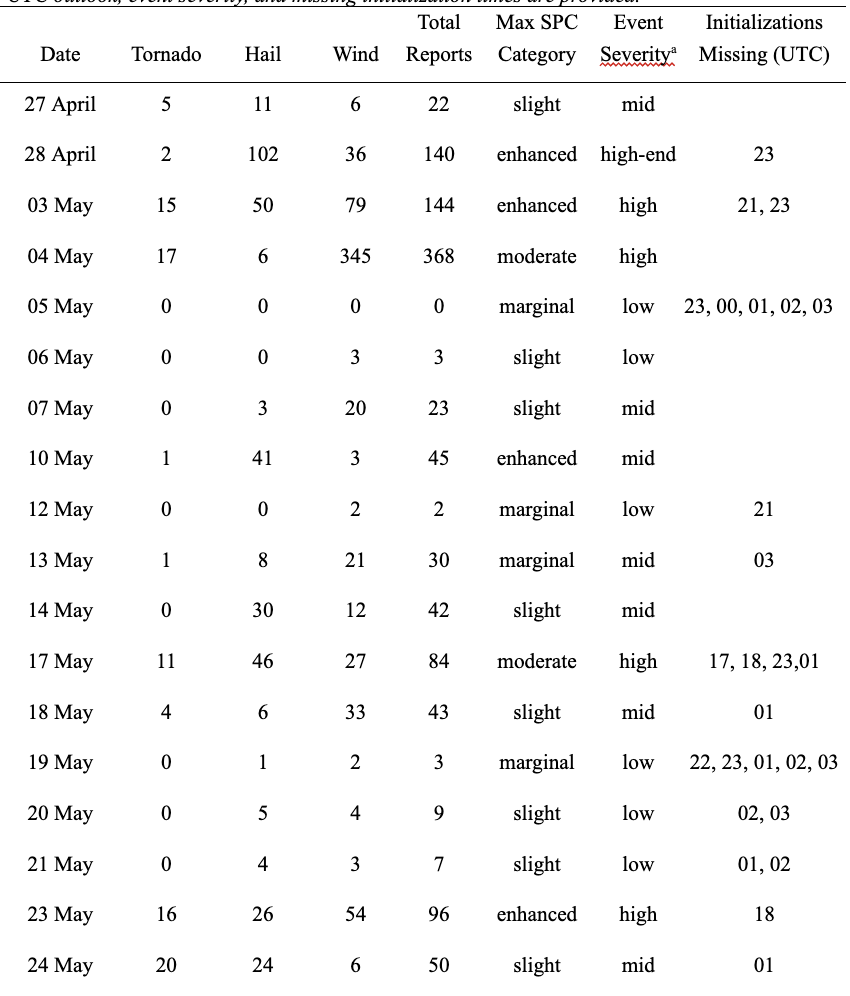 UTC outlook, event severity, and missing initialization times are provided.
Total Max SPC Event Initializations
Date Tornado Hail Wind Reports Category Severityᵃ Missing (UTC)
27 April 5 11 6 22 slight mid
28 April 2 102 36 140 enhanced high-end 23
03 May 15 50 79 144 enhanced high 21, 23
04 May 17 6 345 368 moderate high
05 May 0 0 0 0 marginal low 23, 00, 01, 02, 03
06 May 0 0 3 3 slight low
07 May 0 3 20 23 slight mid
10 May 1 41 3 45 enhanced mid
12 May 0 0 2 2 marginal low 21
13 May 1 8 21 30 marginal mid 03
14 May 0 30 12 42 slight mid
17 May 11 46 27 84 moderate high 17, 18, 23,01
18 May 4 6 33 43 slight mid 01
19 May 0 1 2 3 marginal low 22, 23, 01, 02, 03
20 May 0 5 4 9 slight low 02, 03
21 May 0 4 3 7 slight low 01, 02
23 May 16 26 54 96 enhanced high 18
24 May 20 24 6 50 slight mid 01